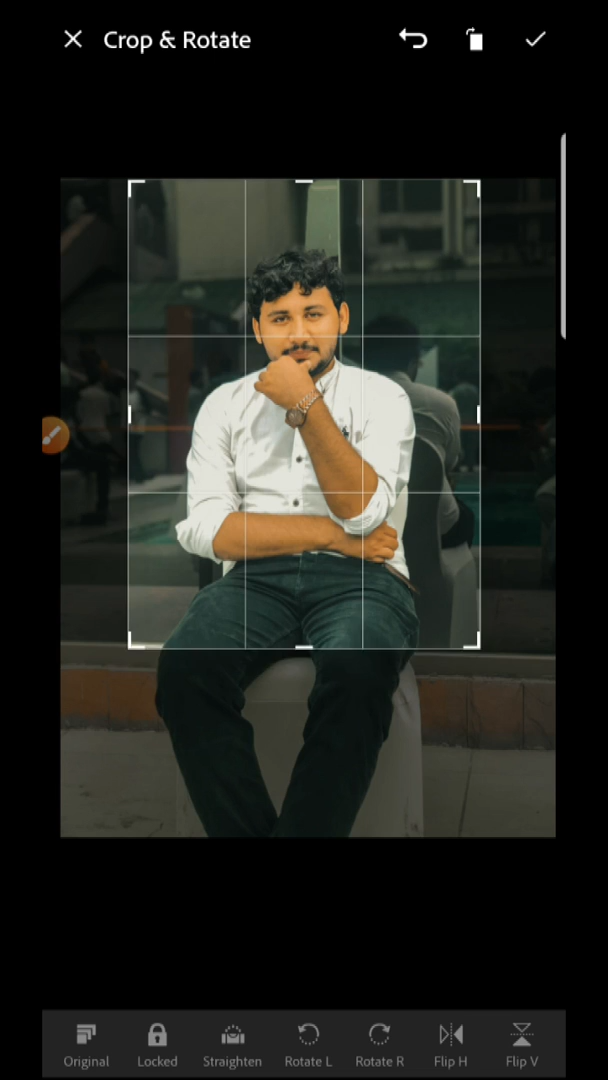 Crop & Rotate
Original
Locked
Straighten
Rotate L
Rotate R
Flip H
Flip V